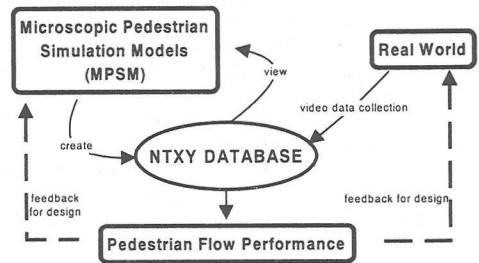 Microscopic Pedestrian
Simulation Models
(MPSM)
Real World
view
video data collection
create
NTXY DATABASE
feedback
for design
feedback for design
Pedestrian Flow Performance